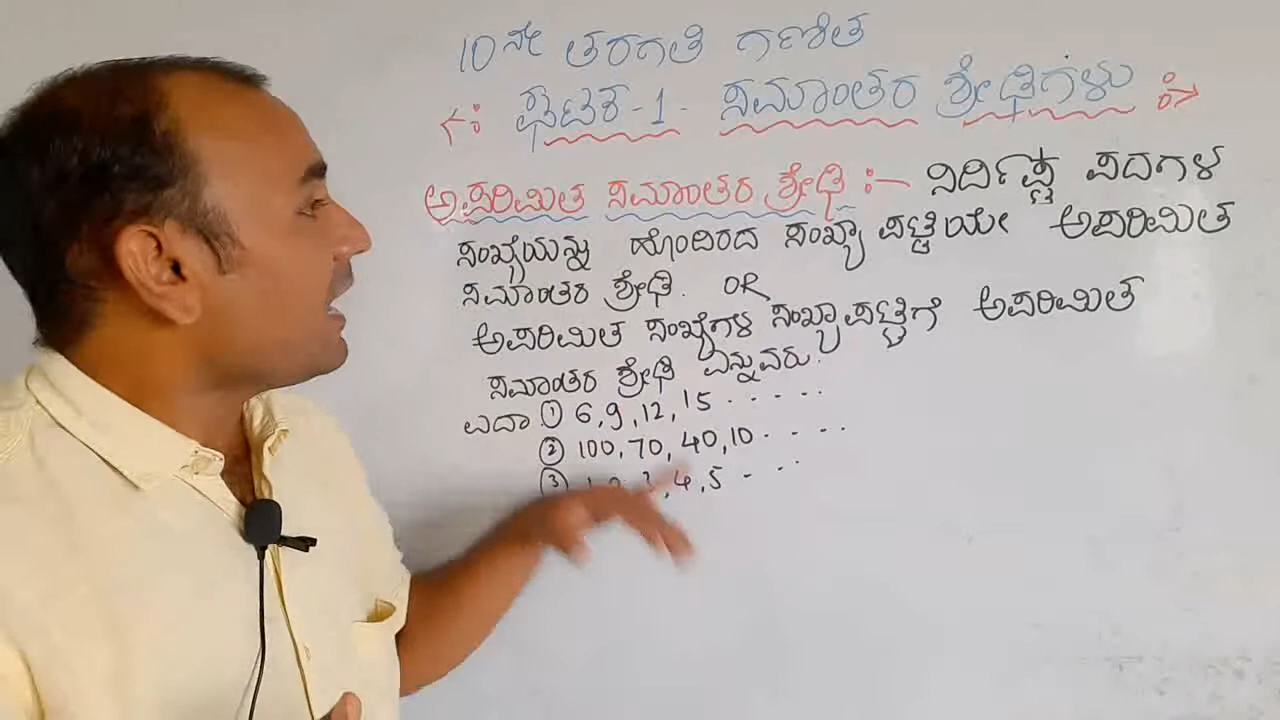 10ನೇ ತರಗತಿ ಗಣಿತ
ಘಟಕ-1- ಸಮಾಂತರ ಶ್ರೇಢಿಗಳು
ಅಪರಿಮಿತ ಸಮಾಂತರ ಶ್ರೇಢಿ :- ನಿರ್ದಿಷ್ಟ ಪದಗಳ
ಸಂಖ್ಯೆಯನ್ನು ಹೊಂದಿರದ ಸಂಖ್ಯಾ ಪಟ್ಟಿಯೇ ಅಪರಿಮಿತ
ಸಮಾಂತರ ಶ್ರೇಢಿ. OR
ಅಪರಿಮಿತ ಸಂಖ್ಯೆಗಳ ಸಂಖ್ಯಾಪಟ್ಟಿಗೆ ಅಪರಿಮಿತ
ಸಮಾಂತರ ಶ್ರೇಢಿ ಎನ್ನುವರು.
ಉದಾ ① 6, 9, 12, 15 . . . . .
② 100, 70, 40, 10 . . . . .
③ 4, 5 . . . .